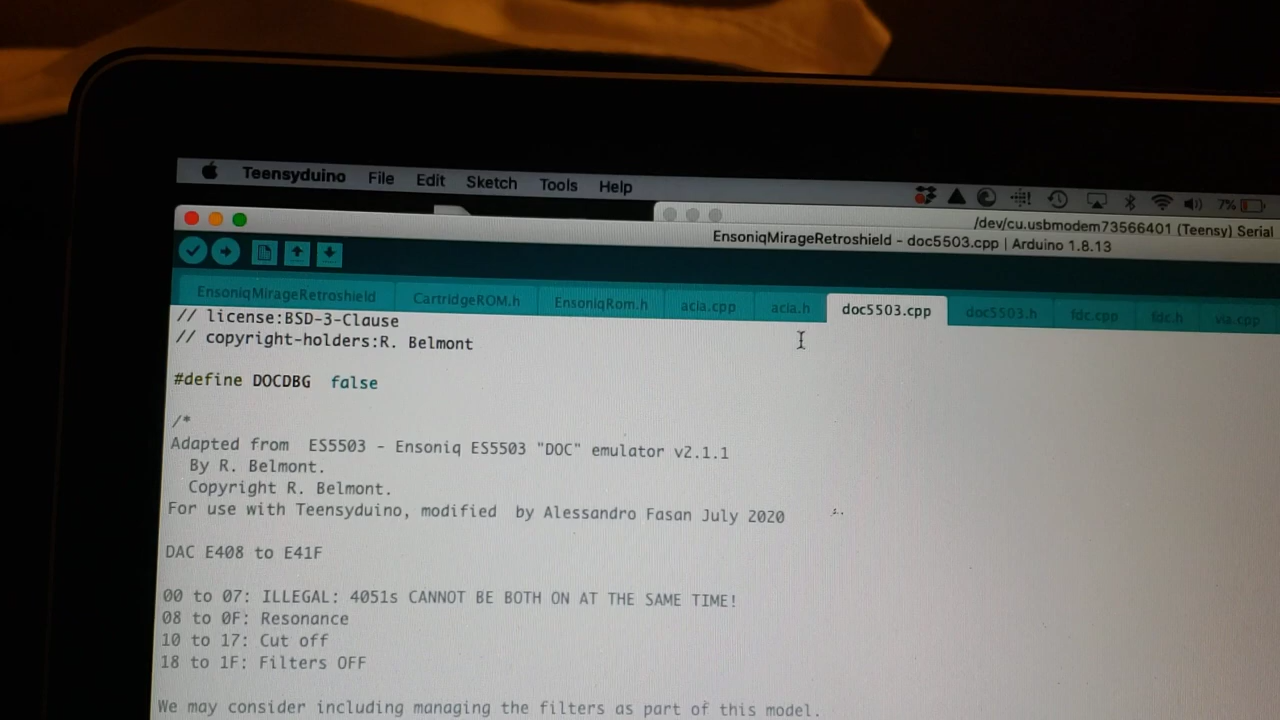 Teensyduino File Edit Sketch Tools Help 7%
/dev/cu.usbmodem73566401 (Teensy) Serial
EnsoniqMirageRetroshield - doc5503.cpp | Arduino 1.8.13
EnsoniqMirageRetroshield CartridgeROM.h EnsoniqRom.h acia.cpp acia.h doc5503.cpp doc5503.h fdc.cpp fdc.h via.cpp
// license:BSD-3-Clause
// copyright-holders:R. Belmont
#define DOCDBG false
/*
Adapted from ES5503 - Ensoniq ES5503 "DOC" emulator v2.1.1
By R. Belmont.
Copyright R. Belmont.
For use with Teensyduino, modified by Alessandro Fasan July 2020
DAC E408 to E41F
00 to 07: ILLEGAL: 4051s CANNOT BE BOTH ON AT THE SAME TIME!
08 to 0F: Resonance
10 to 17: Cut off
18 to 1F: Filters OFF
We may consider including managing the filters as part of this model.